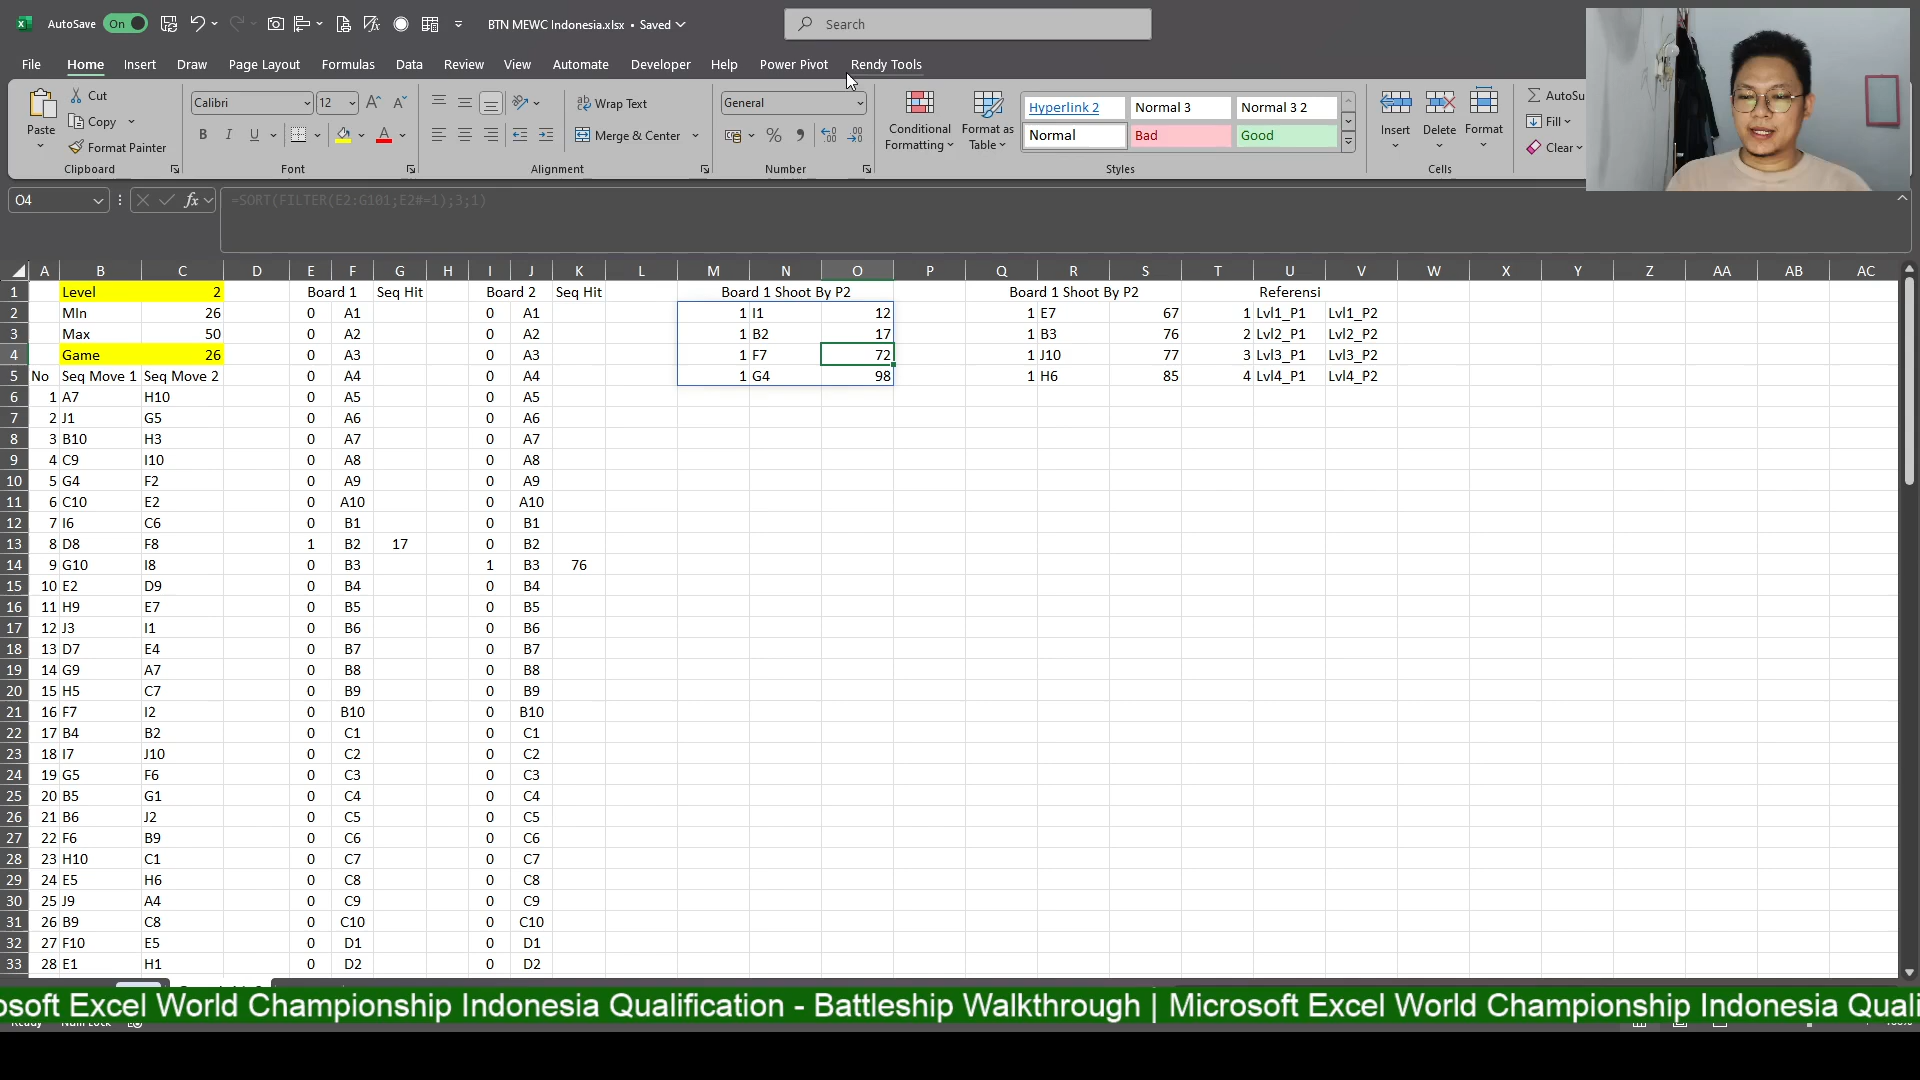 AutoSave On BTN MEWC Indonesia.xlsx • Saved Search
File Home Insert Draw Page Layout Formulas Data Review View Automate Developer Help Power Pivot Rendy Tools
Paste Cut Copy Format Painter Clipboard
Calibri 12 B I U Font
Wrap Text Merge & Center Alignment
General Number
Conditional Formatting Format as Table
Hyperlink 2 Normal 3 Normal 3 2
Normal Bad Good
Styles
Insert Delete Format Cells
AutoSu
Fill
Clear
O4 fx =SORT(FILTER(E2:G101;E2#=1);3;1)
A B C D E F G H I J K L M N O P Q R S T U V W X Y Z AA AB AC
1 Level 2 Board 1 Seq Hit Board 2 Seq Hit Board 1 Shoot By P2 Board 1 Shoot By P2 Referensi
2 MIn 26 0 A1 0 A1 1 I1 12 1 E7 67 1 Lvl1_P1 Lvl1_P2
3 Max 50 0 A2 0 A2 1 B2 17 1 B3 76 2 Lvl2_P1 Lvl2_P2
4 Game 26 0 A3 0 A3 1 F7 72 1 J10 77 3 Lvl3_P1 Lvl3_P2
5 No Seq Move 1 Seq Move 2 0 A4 0 A4 1 G4 98 1 H6 85 4 Lvl4_P1 Lvl4_P2
6 1 A7 H10 0 A5 0 A5
7 2 J1 G5 0 A6 0 A6
8 3 B10 H3 0 A7 0 A7
9 4 C9 I10 0 A8 0 A8
10 5 G4 F2 0 A9 0 A9
11 6 C10 E2 0 A10 0 A10
12 7 I6 C6 0 B1 0 B1
13 8 D8 F8 1 B2 17 0 B2
14 9 G10 I8 0 B3 1 B3 76
15 10 E2 D9 0 B4 0 B4
16 11 H9 E7 0 B5 0 B5
17 12 J3 I1 0 B6 0 B6
18 13 D7 E4 0 B7 0 B7
19 14 G9 A7 0 B8 0 B8
20 15 H5 C7 0 B9 0 B9
21 16 F7 I2 0 B10 0 B10
22 17 B4 B2 0 C1 0 C1
23 18 I7 J10 0 C2 0 C2
24 19 G5 F6 0 C3 0 C3
25 20 B5 G1 0 C4 0 C4
26 21 B6 J2 0 C5 0 C5
27 22 F6 B9 0 C6 0 C6
28 23 H10 C1 0 C7 0 C7
29 24 E5 H6 0 C8 0 C8
30 25 J9 A4 0 C9 0 C9
31 26 B9 C8 0 C10 0 C10
32 27 F10 E5 0 D1 0 D1
33 28 E1 H1 0 D2 0 D2
osoft Excel World Championship Indonesia Qualification - Battleship Walkthrough | Microsoft Excel World Championship Indonesia Quali